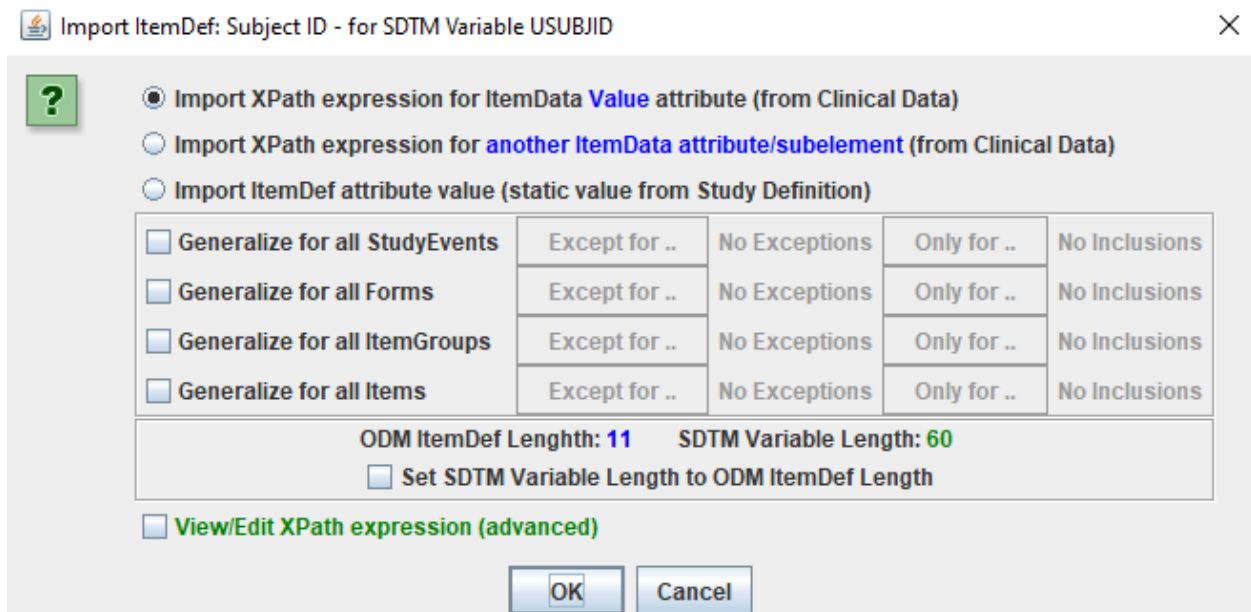 Import ItemDef: Subject ID - for SDTM Variable USUBJID
?
Import XPath expression for ItemData Value attribute (from Clinical Data)
Import XPath expression for another ItemData attribute/subelement (from Clinical Data)
Import ItemDef attribute value (static value from Study Definition)
Generalize for all StudyEvents Except for .. No Exceptions Only for .. No Inclusions
Generalize for all Forms Except for .. No Exceptions Only for .. No Inclusions
Generalize for all ItemGroups Except for .. No Exceptions Only for .. No Inclusions
Generalize for all Items Except for .. No Exceptions Only for .. No Inclusions
ODM ItemDef Lenghth: 11 SDTM Variable Length: 60
Set SDTM Variable Length to ODM ItemDef Length
View/Edit XPath expression (advanced)
OK Cancel